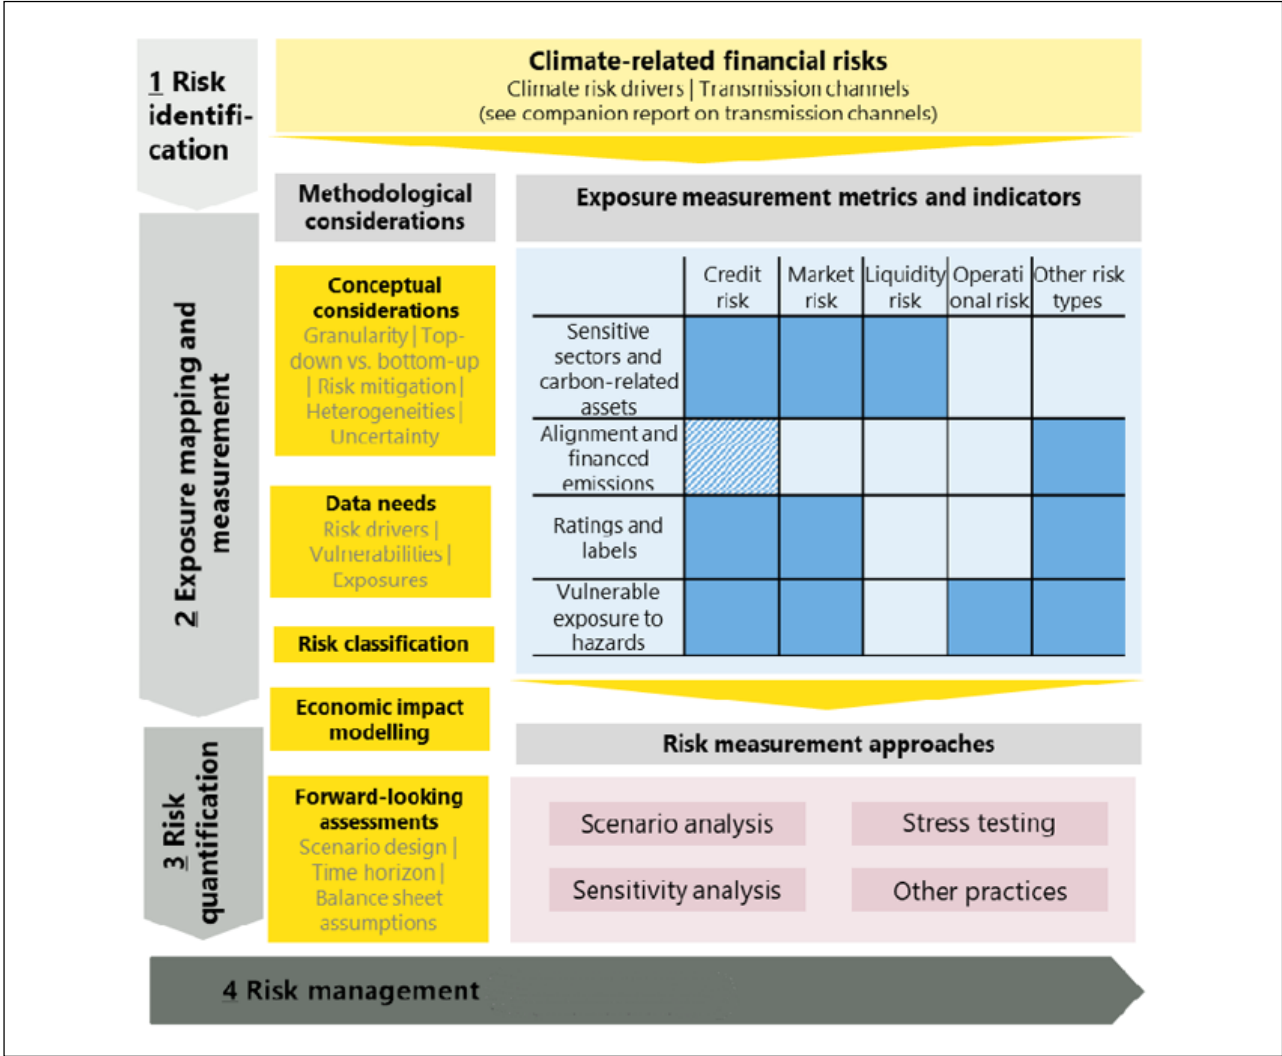 1 Risk
identifi-
cation
Climate-related financial risks
Climate risk drivers | Transmission channels
(see companion report on transmission channels)
2 Exposure mapping and
measurement
Methodological
considerations
Conceptual
considerations
Granularity | Top-
down vs. bottom-up
| Risk mitigation |
Heterogeneities |
Uncertainty
Data needs
Risk drivers |
Vulnerabilities |
Exposures
Risk classification
Economic impact
modelling
Forward-looking
assessments
Scenario design |
Time horizon |
Balance sheet
assumptions
Exposure measurement metrics and indicators
Credit
risk
Market
risk
Liquidity
risk
Operati
onal risk
Other risk
types
Sensitive
sectors and
carbon-related
assets
Alignment and
financed
emissions
Ratings and
labels
Vulnerable
exposure to
hazards
3 Risk
quantification
Risk measurement approaches
Scenario analysis
Stress testing
Sensitivity analysis
Other practices
4 Risk management